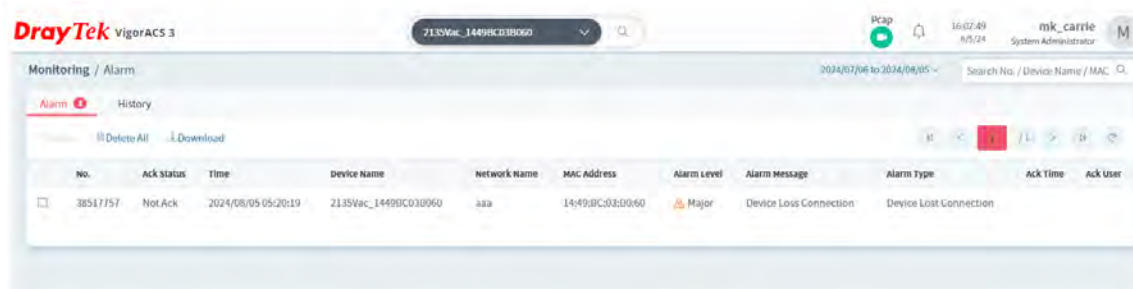 DrayTek VigorACS 3
2135Vac_1449BC03B060
Pcap
16:02:49
8/5/24
mk_carrie
System Administrator
M
Monitoring / Alarm
2024/07/06 to 2024/08/05
Search No. / Device Name / MAC
Alarm
History
Delete All
Download
/ 1
No. Ack Status Time Device Name Network Name MAC Address Alarm Level Alarm Message Alarm Type Ack Time Ack User
38517757 Not Ack 2024/08/05 05:20:19 2135Vac_1449BC03B060 aaa 14:49:BC:03:B0:60 Major Device Loss Connection Device Lost Connection